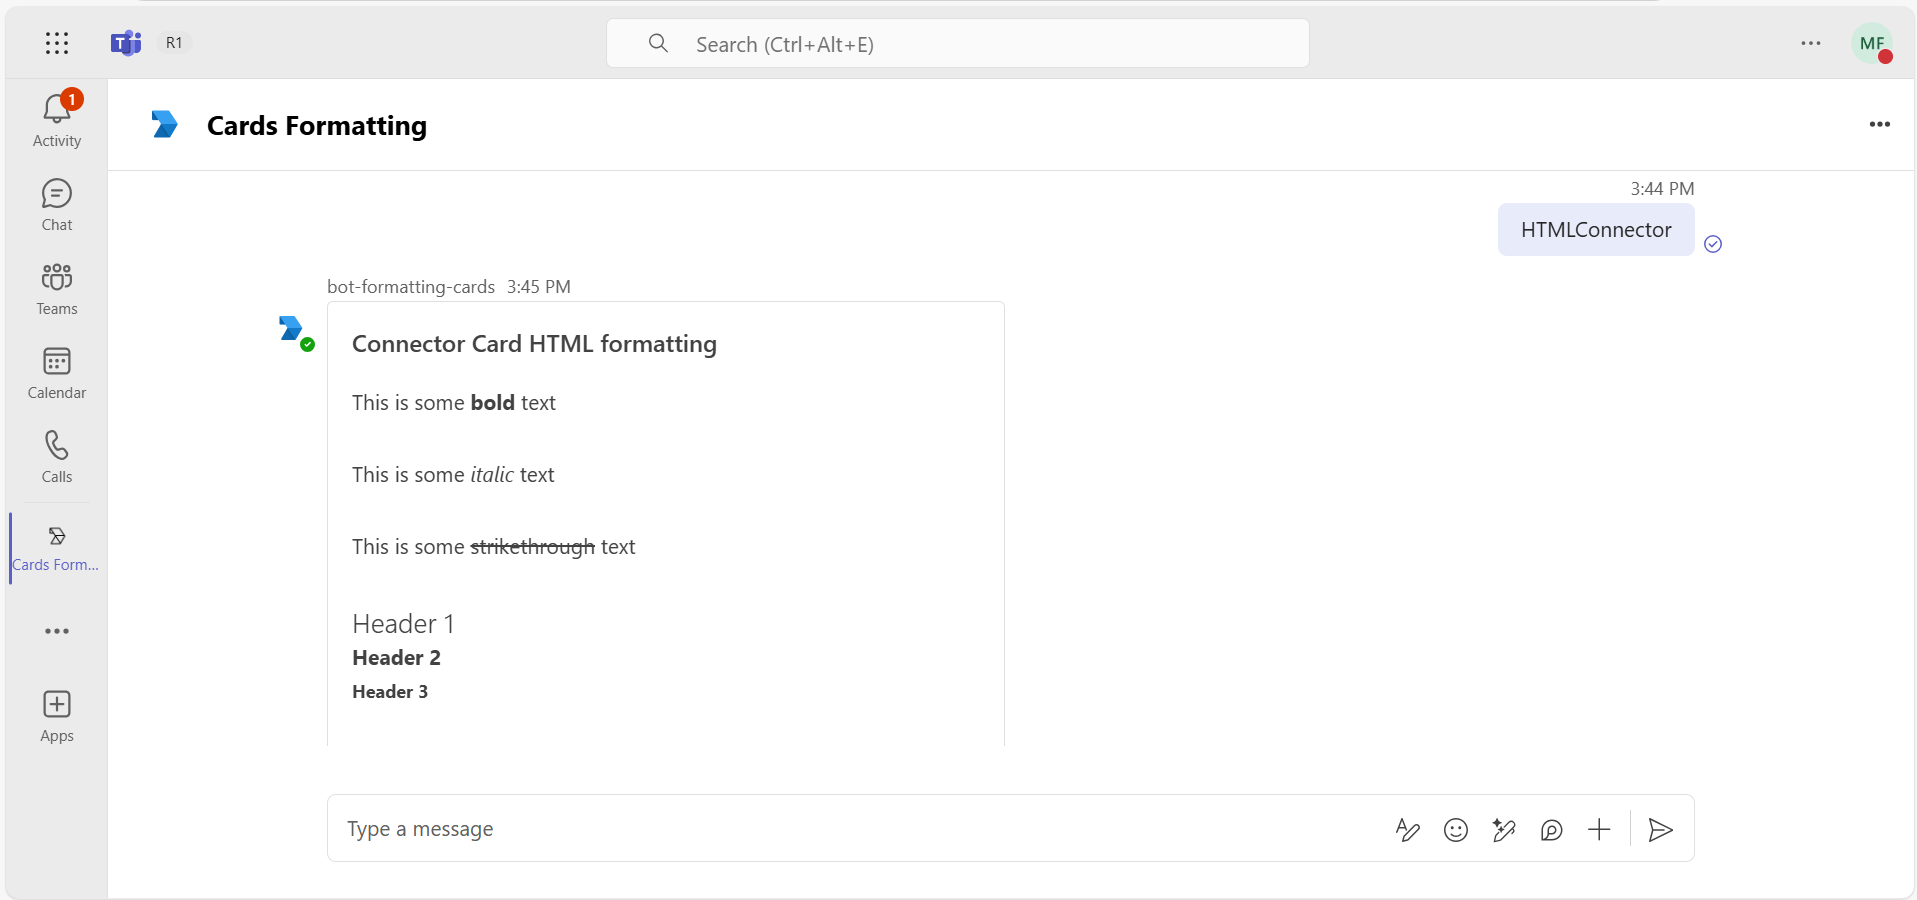 R1
Search (Ctrl+Alt+E)
MF
1
Activity
Chat
Teams
Calendar
Calls
Cards Form...
Apps
Cards Formatting
3:44 PM
HTMLConnector
bot-formatting-cards 3:45 PM
Connector Card HTML formatting
This is some bold text
This is some italic text
This is some strikethrough text
Header 1
Header 2
Header 3
Type a message